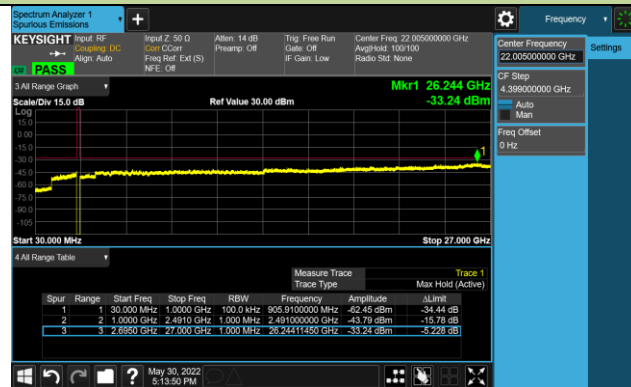 Spectrum Analyzer 1
Spurious Emissions
+
Frequency
KEYSIGHT
Input: RF
Coupling: DC
Align: Auto
Input Z: 50 Ω
Corr CCorr
Freq Ref: Ext (S)
NFE: Off
Atten: 14 dB
Preamp: Off
Trig: Free Run
Gate: Off
IF Gain: Low
Center Freq: 22.005000000 GHz
Avg|Hold: 100/100
Radio Std: None
PASS
Center Frequency
22.005000000 GHz
Settings
CF Step
4.399000000 GHz
Auto
Man
Freq Offset
0 Hz
3 All Range Graph
Mkr1 26.244 GHz
Scale/Div 15.0 dB
Ref Value 30.00 dBm
-33.24 dBm
Log
15.0
0.00
-15.0
-30.0
-45.0
-60.0
-75.0
-90.0
-105
1
Start 30.000 MHz
Stop 27.000 GHz
4 All Range Table
Measure Trace Trace 1
Trace Type Max Hold (Active)
Spur Range Start Freq Stop Freq RBW Frequency Amplitude ΔLimit
1 1 30.000 MHz 1.0000 GHz 100.0 kHz 905.9100000 MHz -62.45 dBm -34.44 dB
2 2 1.0000 GHz 2.4910 GHz 1.000 MHz 2.491000000 GHz -43.79 dBm -15.78 dB
3 3 2.6950 GHz 27.000 GHz 1.000 MHz 26.24411450 GHz -33.24 dBm -5.228 dB
?
May 30, 2022
5:13:50 PM